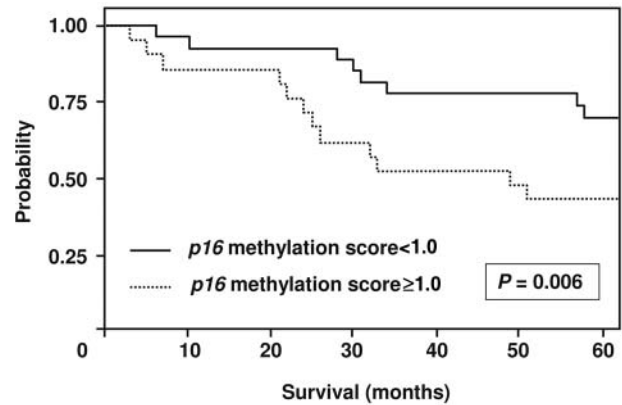 1.00
0.75
0.50
0.25
Probability
p16 methylation score<1.0
p16 methylation score≥1.0
P = 0.006
0 10 20 30 40 50 60
Survival (months)